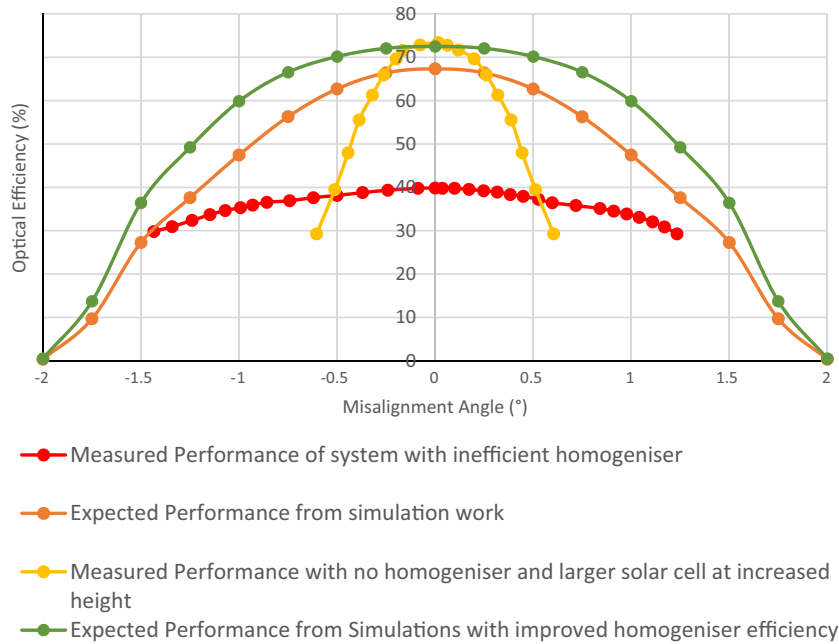 80
70
60
50
40
30
20
10
0
Optical Efficiency (%)
-2 -1.5 -1 -0.5 0 0.5 1 1.5 2
Misalignment Angle (°)
Measured Performance of system with inefficient homogeniser
Expected Performance from simulation work
Measured Performance with no homogeniser and larger solar cell at increased
height
Expected Performance from Simulations with improved homogeniser efficiency